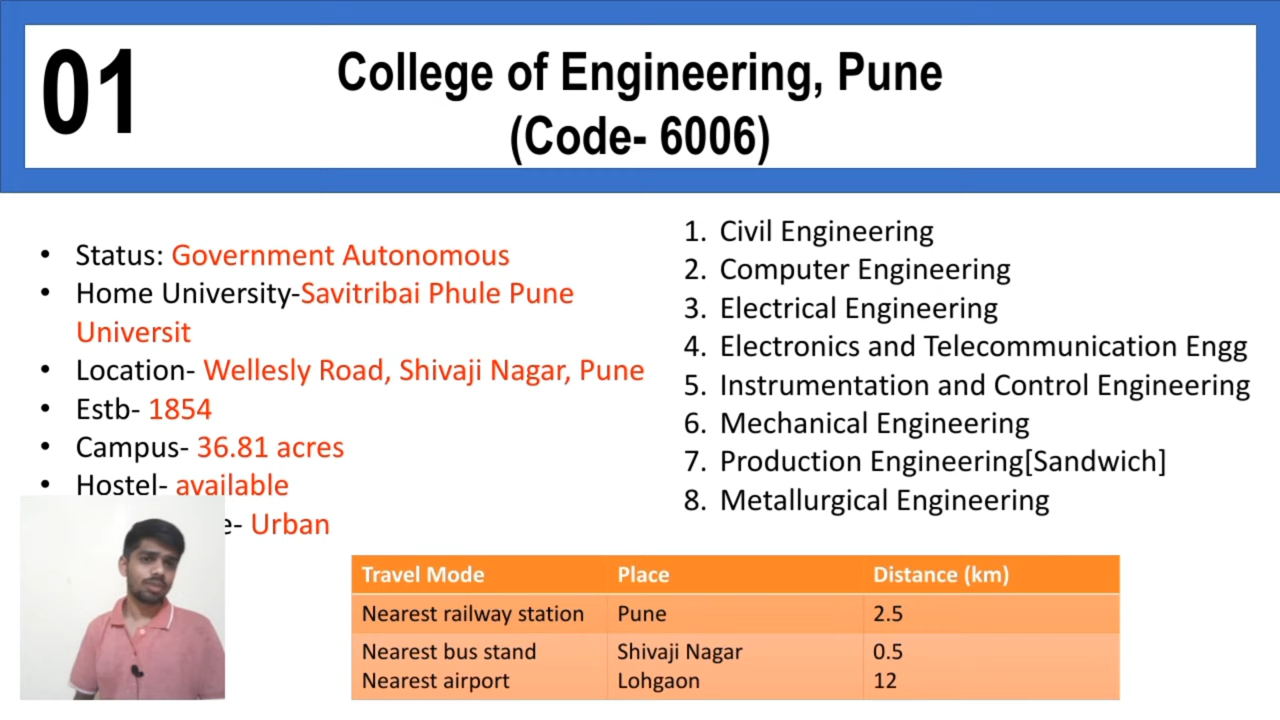 01
College of Engineering, Pune
(Code- 6006)
• Status: Government Autonomous
• Home University-Savitribai Phule Pune
Universit
• Location- Wellesly Road, Shivaji Nagar, Pune
• Estb- 1854
• Campus- 36.81 acres
• Hostel- available
e- Urban
1. Civil Engineering
2. Computer Engineering
3. Electrical Engineering
4. Electronics and Telecommunication Engg
5. Instrumentation and Control Engineering
6. Mechanical Engineering
7. Production Engineering[Sandwich]
8. Metallurgical Engineering
Travel Mode Place Distance (km)
Nearest railway station Pune 2.5
Nearest bus stand Shivaji Nagar 0.5
Nearest airport Lohgaon 12